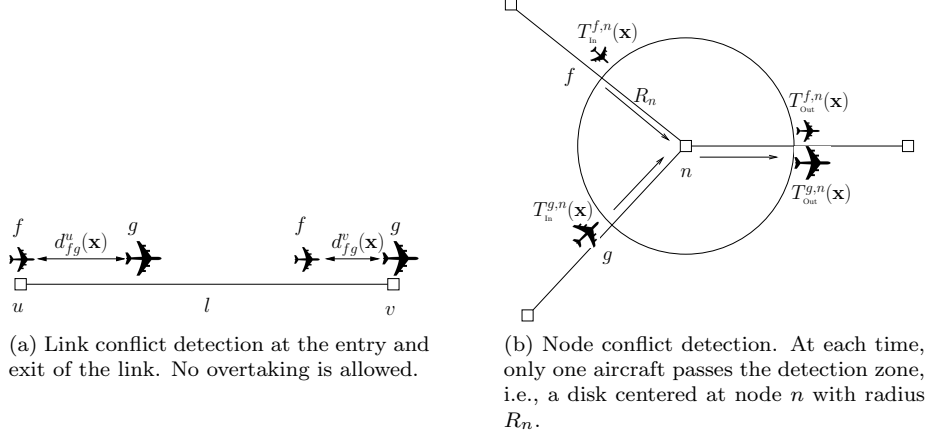 f
g
d^u_{fg}(x)
f
g
d^v_{fg}(x)
u
l
v
(a) Link conflict detection at the entry and
exit of the link. No overtaking is allowed.
T^{f,n}_{In}(x)
f
R_n
T^{f,n}_{Out}(x)
n
T^{g,n}_{Out}(x)
T^{g,n}_{In}(x)
g
(b) Node conflict detection. At each time,
only one aircraft passes the detection zone,
i.e., a disk centered at node n with radius
R_n.